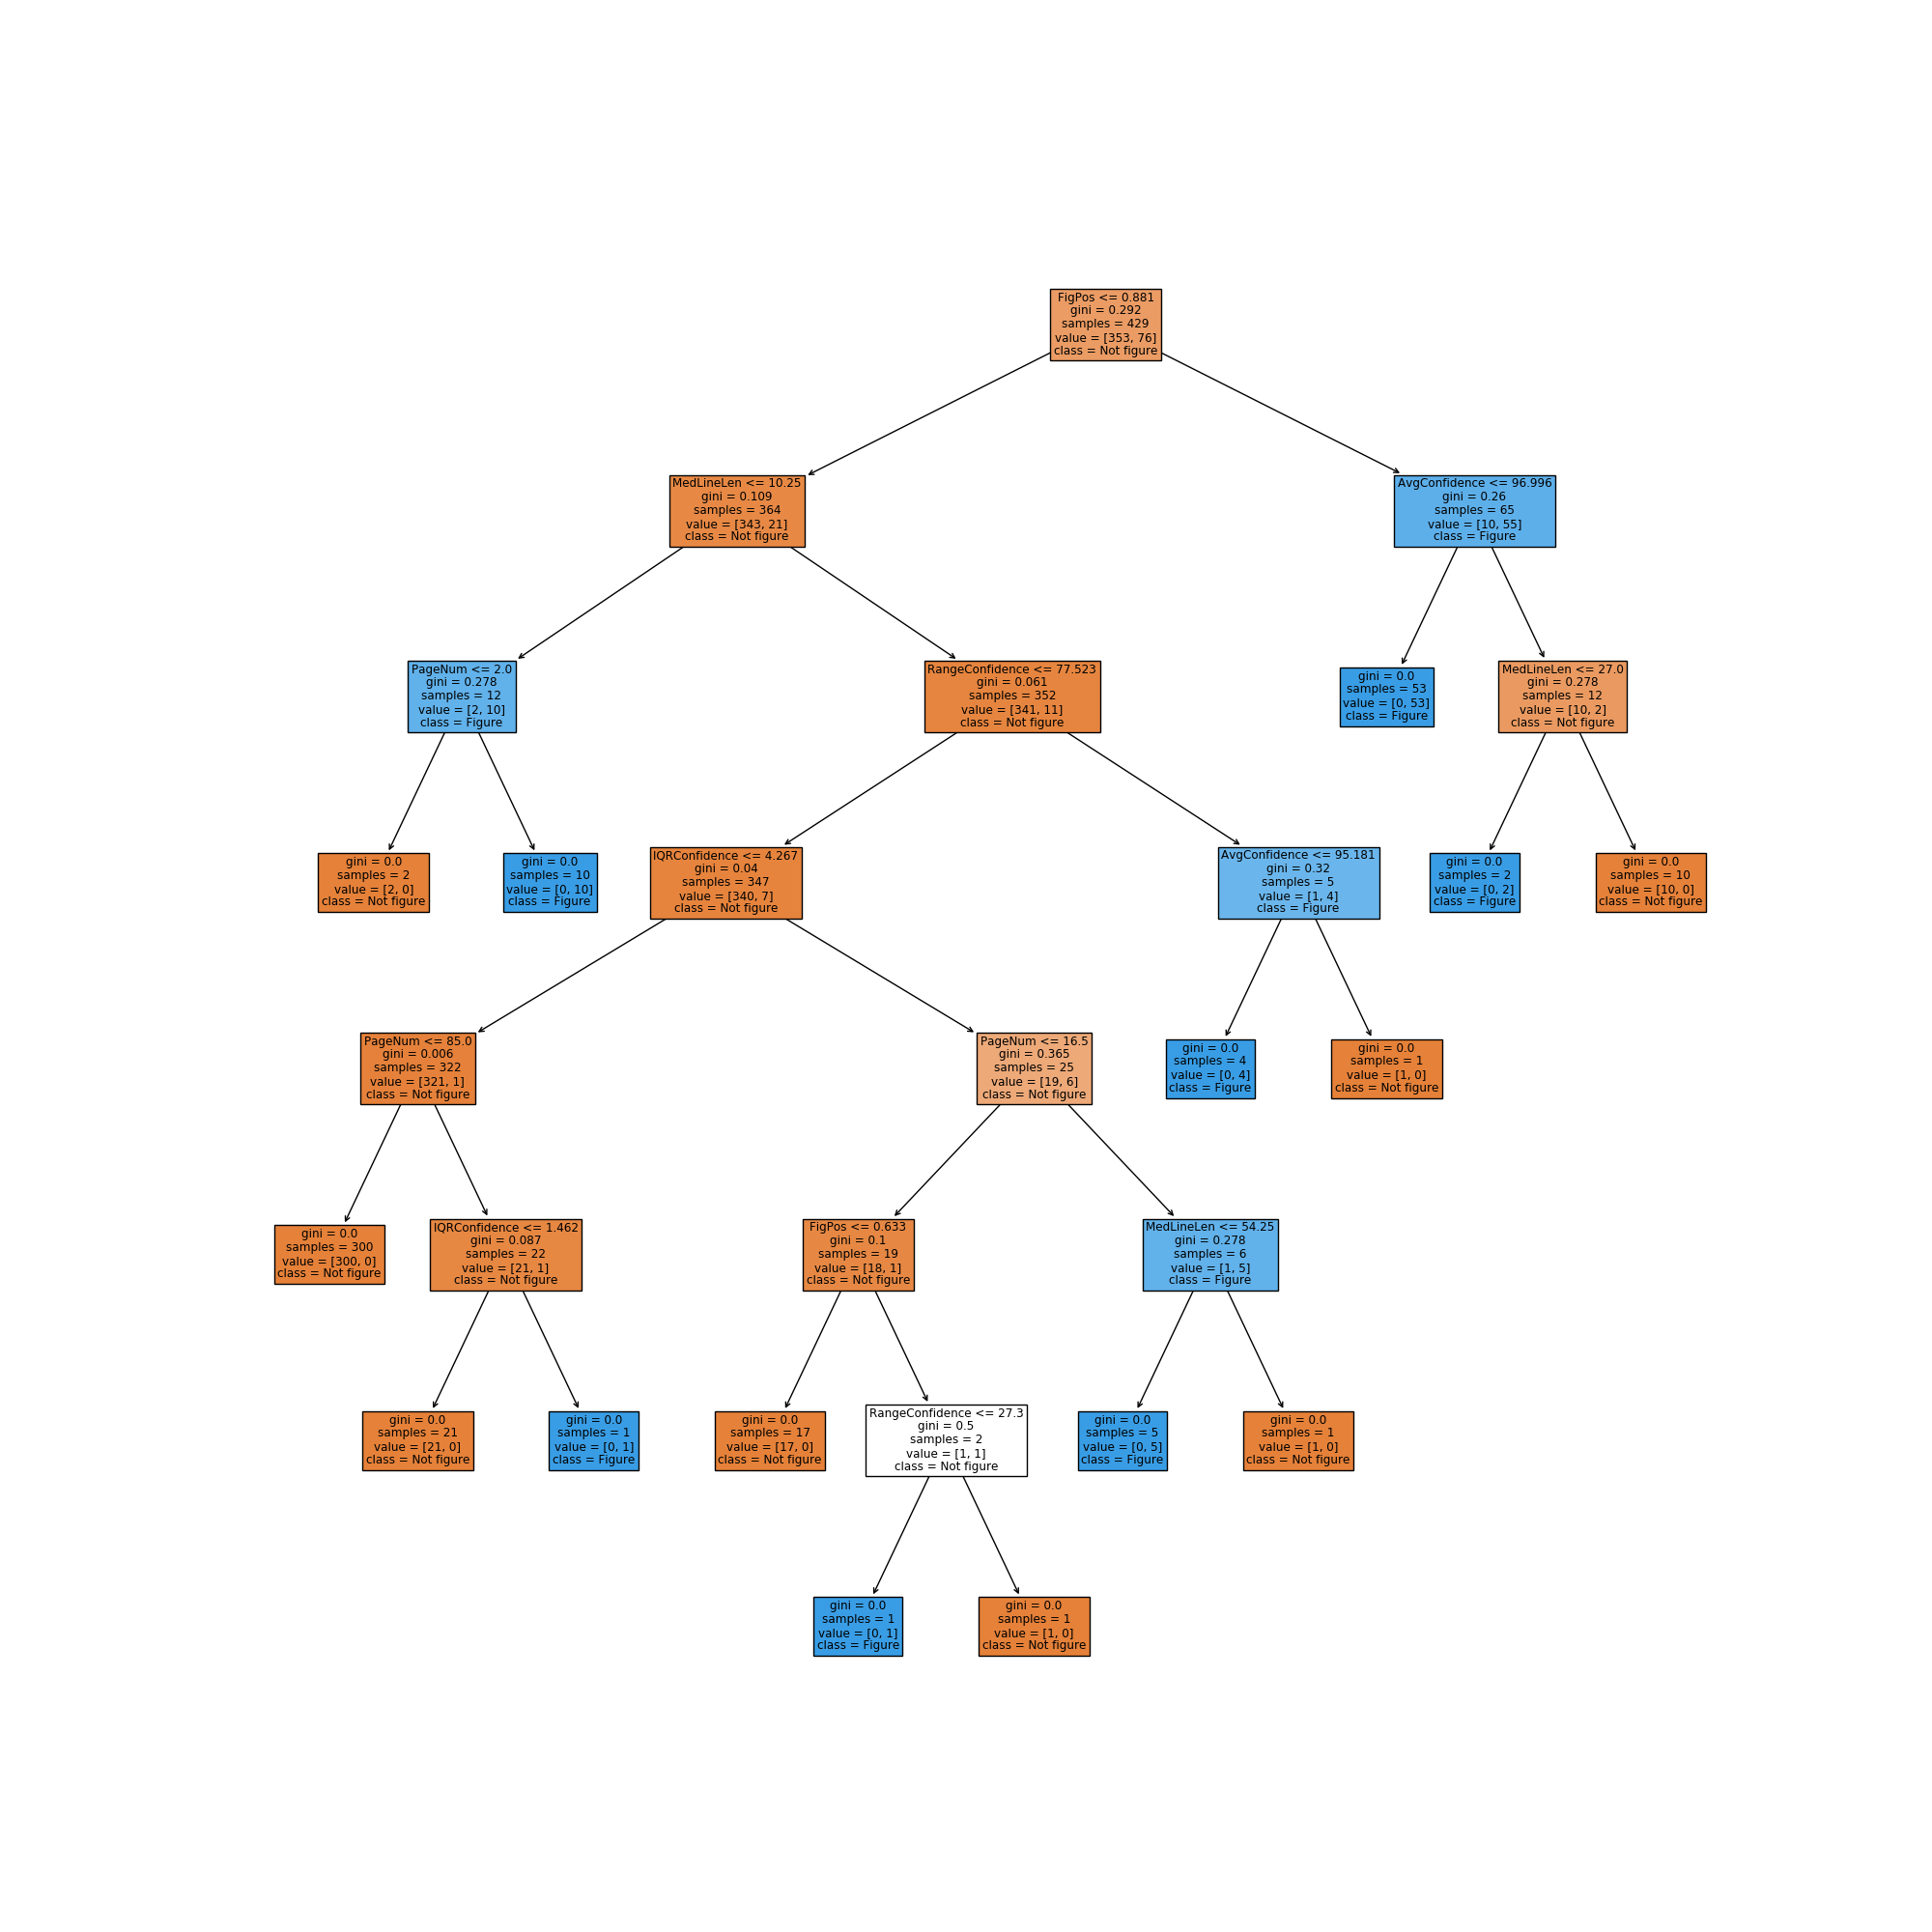 FigPos <= 0.881
gini = 0.292
samples = 429
value = [353, 76]
class = Not figure
MedLineLen <= 10.25
gini = 0.109
samples = 364
value = [343, 21]
class = Not figure
AvgConfidence <= 96.996
gini = 0.26
samples = 65
value = [10, 55]
class = Figure
PageNum <= 2.0
gini = 0.278
samples = 12
value = [2, 10]
class = Figure
RangeConfidence <= 77.523
gini = 0.061
samples = 352
value = [341, 11]
class = Not figure
gini = 0.0
samples = 53
value = [0, 53]
class = Figure
MedLineLen <= 27.0
gini = 0.278
samples = 12
value = [10, 2]
class = Not figure
gini = 0.0
samples = 2
value = [2, 0]
class = Not figure
gini = 0.0
samples = 10
value = [0, 10]
class = Figure
IQRConfidence <= 4.267
gini = 0.04
samples = 347
value = [340, 7]
class = Not figure
AvgConfidence <= 95.181
gini = 0.32
samples = 5
value = [1, 4]
class = Figure
gini = 0.0
samples = 2
value = [0, 2]
class = Figure
gini = 0.0
samples = 10
value = [10, 0]
class = Not figure
PageNum <= 85.0
gini = 0.006
samples = 322
value = [321, 1]
class = Not figure
PageNum <= 16.5
gini = 0.365
samples = 25
value = [19, 6]
class = Not figure
gini = 0.0
samples = 4
value = [0, 4]
class = Figure
gini = 0.0
samples = 1
value = [1, 0]
class = Not figure
gini = 0.0
samples = 300
value = [300, 0]
class = Not figure
IQRConfidence <= 1.462
gini = 0.087
samples = 22
value = [21, 1]
class = Not figure
FigPos <= 0.633
gini = 0.1
samples = 19
value = [18, 1]
class = Not figure
MedLineLen <= 54.25
gini = 0.278
samples = 6
value = [1, 5]
class = Figure
gini = 0.0
samples = 21
value = [21, 0]
class = Not figure
gini = 0.0
samples = 1
value = [0, 1]
class = Figure
gini = 0.0
samples = 17
value = [17, 0]
class = Not figure
RangeConfidence <= 27.3
gini = 0.5
samples = 2
value = [1, 1]
class = Not figure
gini = 0.0
samples = 5
value = [0, 5]
class = Figure
gini = 0.0
samples = 1
value = [1, 0]
class = Not figure
gini = 0.0
samples = 1
value = [0, 1]
class = Figure
gini = 0.0
samples = 1
value = [1, 0]
class = Not figure